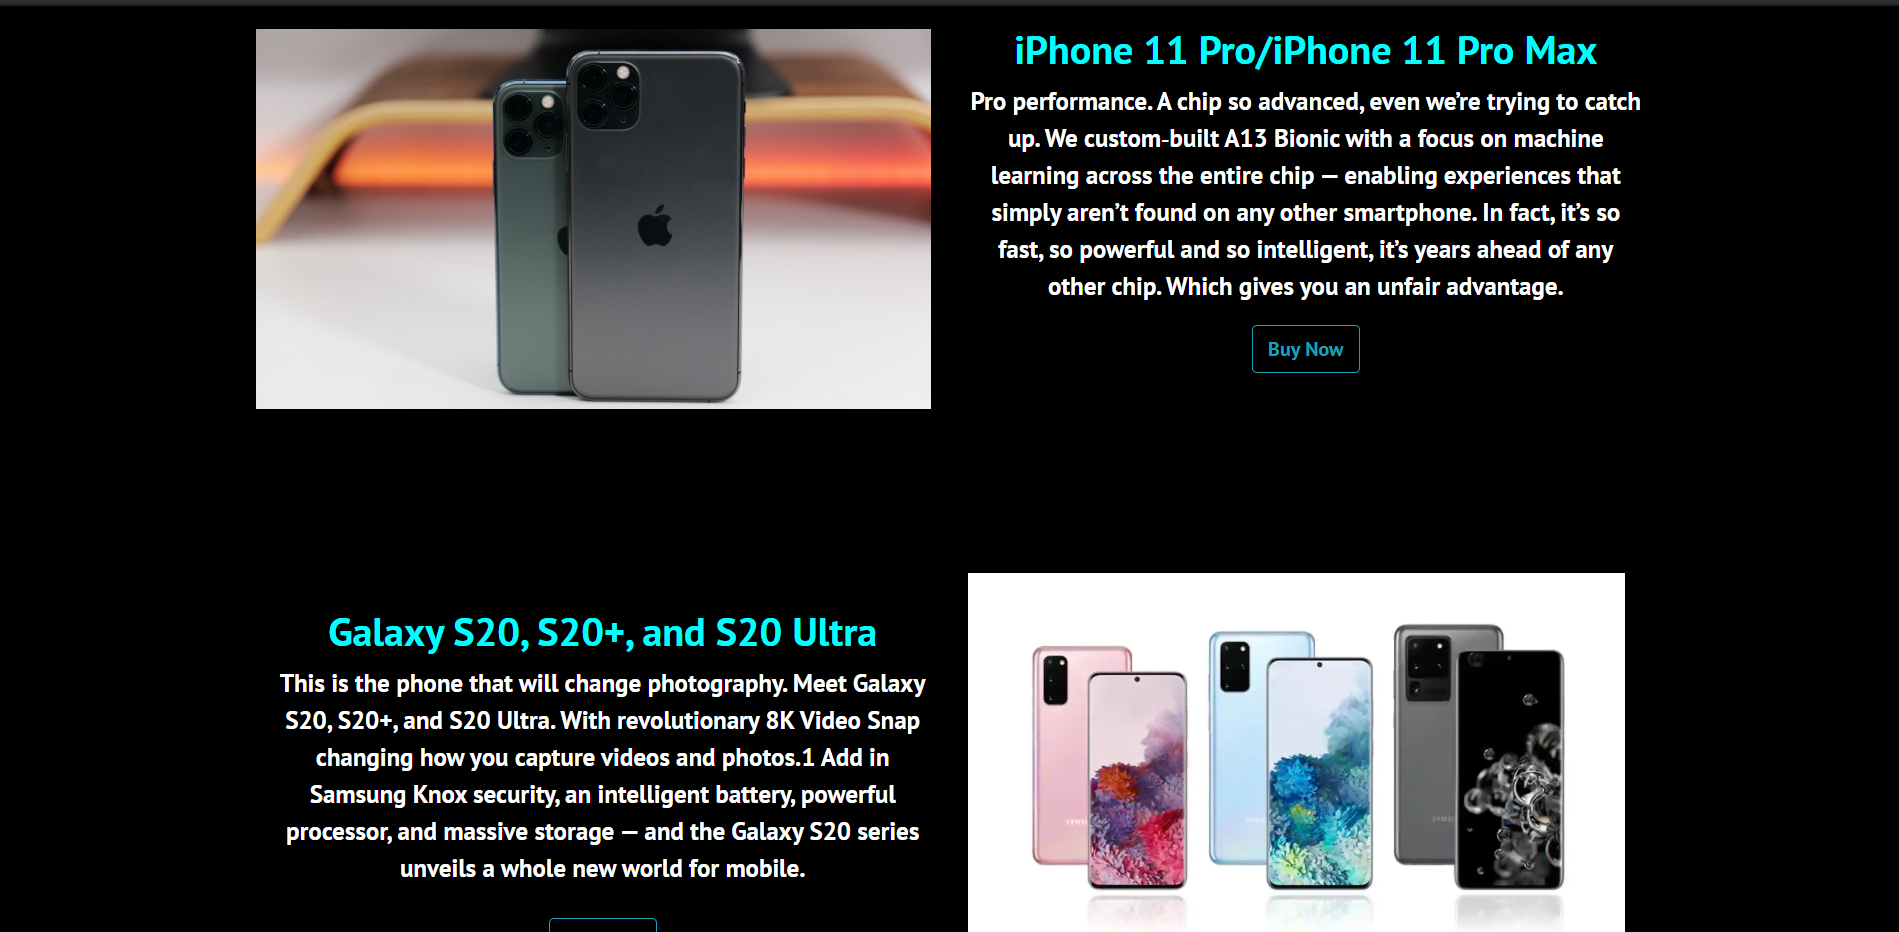 iPhone 11 Pro/iPhone 11 Pro Max
Pro performance. A chip so advanced, even we’re trying to catch
up. We custom-built A13 Bionic with a focus on machine
learning across the entire chip — enabling experiences that
simply aren’t found on any other smartphone. In fact, it’s so
fast, so powerful and so intelligent, it’s years ahead of any
other chip. Which gives you an unfair advantage.
Buy Now
Galaxy S20, S20+, and S20 Ultra
This is the phone that will change photography. Meet Galaxy
S20, S20+, and S20 Ultra. With revolutionary 8K Video Snap
changing how you capture videos and photos.1 Add in
Samsung Knox security, an intelligent battery, powerful
processor, and massive storage — and the Galaxy S20 series
unveils a whole new world for mobile.